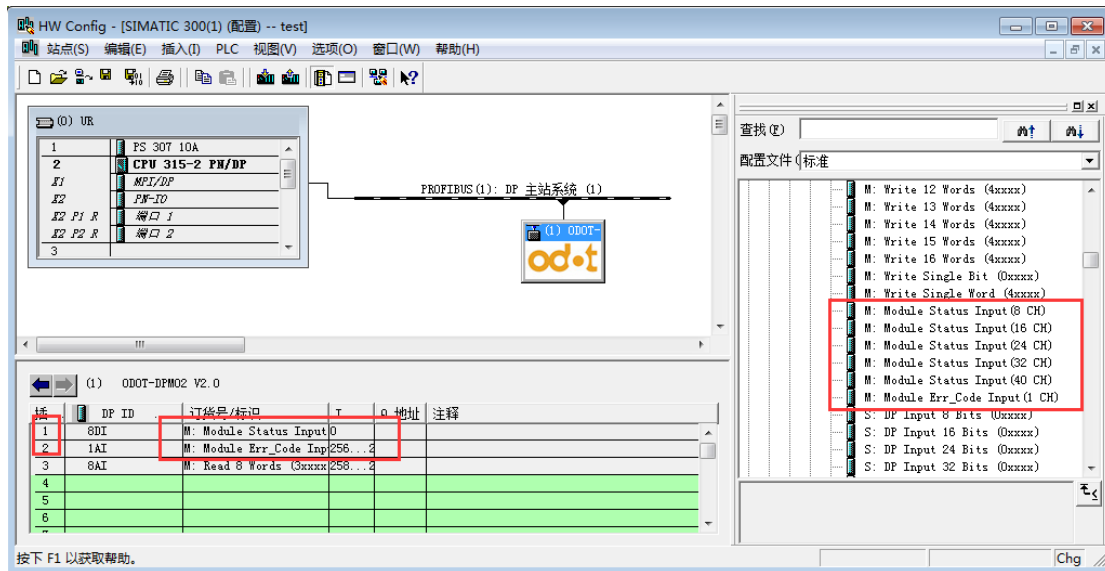 HW Config - [SIMATIC 300(1) (配置) -- test]
站点(S) 编辑(E) 插入(I) PLC 视图(V) 选项(O) 窗口(W) 帮助(H)
(0) UR
1 PS 307 10A
2 CPU 315-2 PN/DP
X1 MPI/DP
X2 PN-IO
X2 P1 R 端口 1
X2 P2 R 端口 2
3
PROFIBUS(1): DP 主站系统 (1)
(1) ODOT-
odot
查找(F)
配置文件( 标准
M: Write 12 Words (4xxxx)
M: Write 13 Words (4xxxx)
M: Write 14 Words (4xxxx)
M: Write 15 Words (4xxxx)
M: Write 16 Words (4xxxx)
M: Write Single Bit (0xxxx)
M: Write Single Word (4xxxx)
M: Module Status Input(8 CH)
M: Module Status Input(16 CH)
M: Module Status Input(24 CH)
M: Module Status Input(32 CH)
M: Module Status Input(40 CH)
M: Module Err_Code Input(1 CH)
S: DP Input 8 Bits (0xxxx)
S: DP Input 16 Bits (0xxxx)
S: DP Input 24 Bits (0xxxx)
S: DP Input 32 Bits (0xxxx)
(1) ODOT-DPM02 V2.0
插.. DP ID 订货号/标识 I... Q 地址 注释
1 8DI M: Module Status Input 0
2 1AI M: Module Err_Code Inp 256...2
3 8AI M: Read 8 Words (3xxxx 258...2
4
5
6
按下 F1 以获取帮助。
Chg